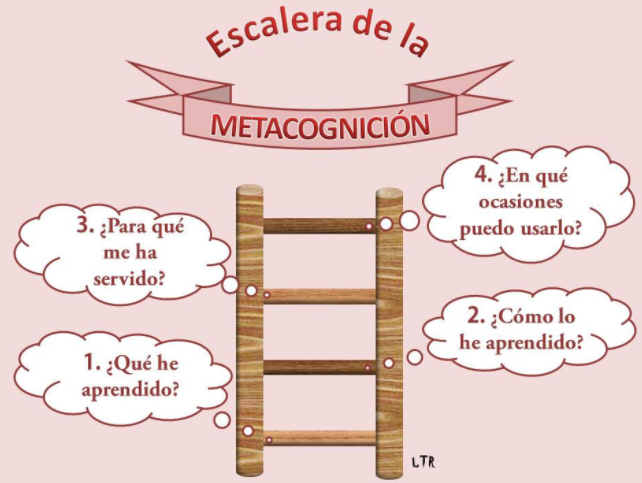 Escalera de la
METACOGNICIÓN
4. ¿En qué
ocasiones
puedo usarlo?
3. ¿Para qué
me ha
servido?
2. ¿Cómo lo
he aprendido?
1. ¿Qué he
aprendido?
LTR